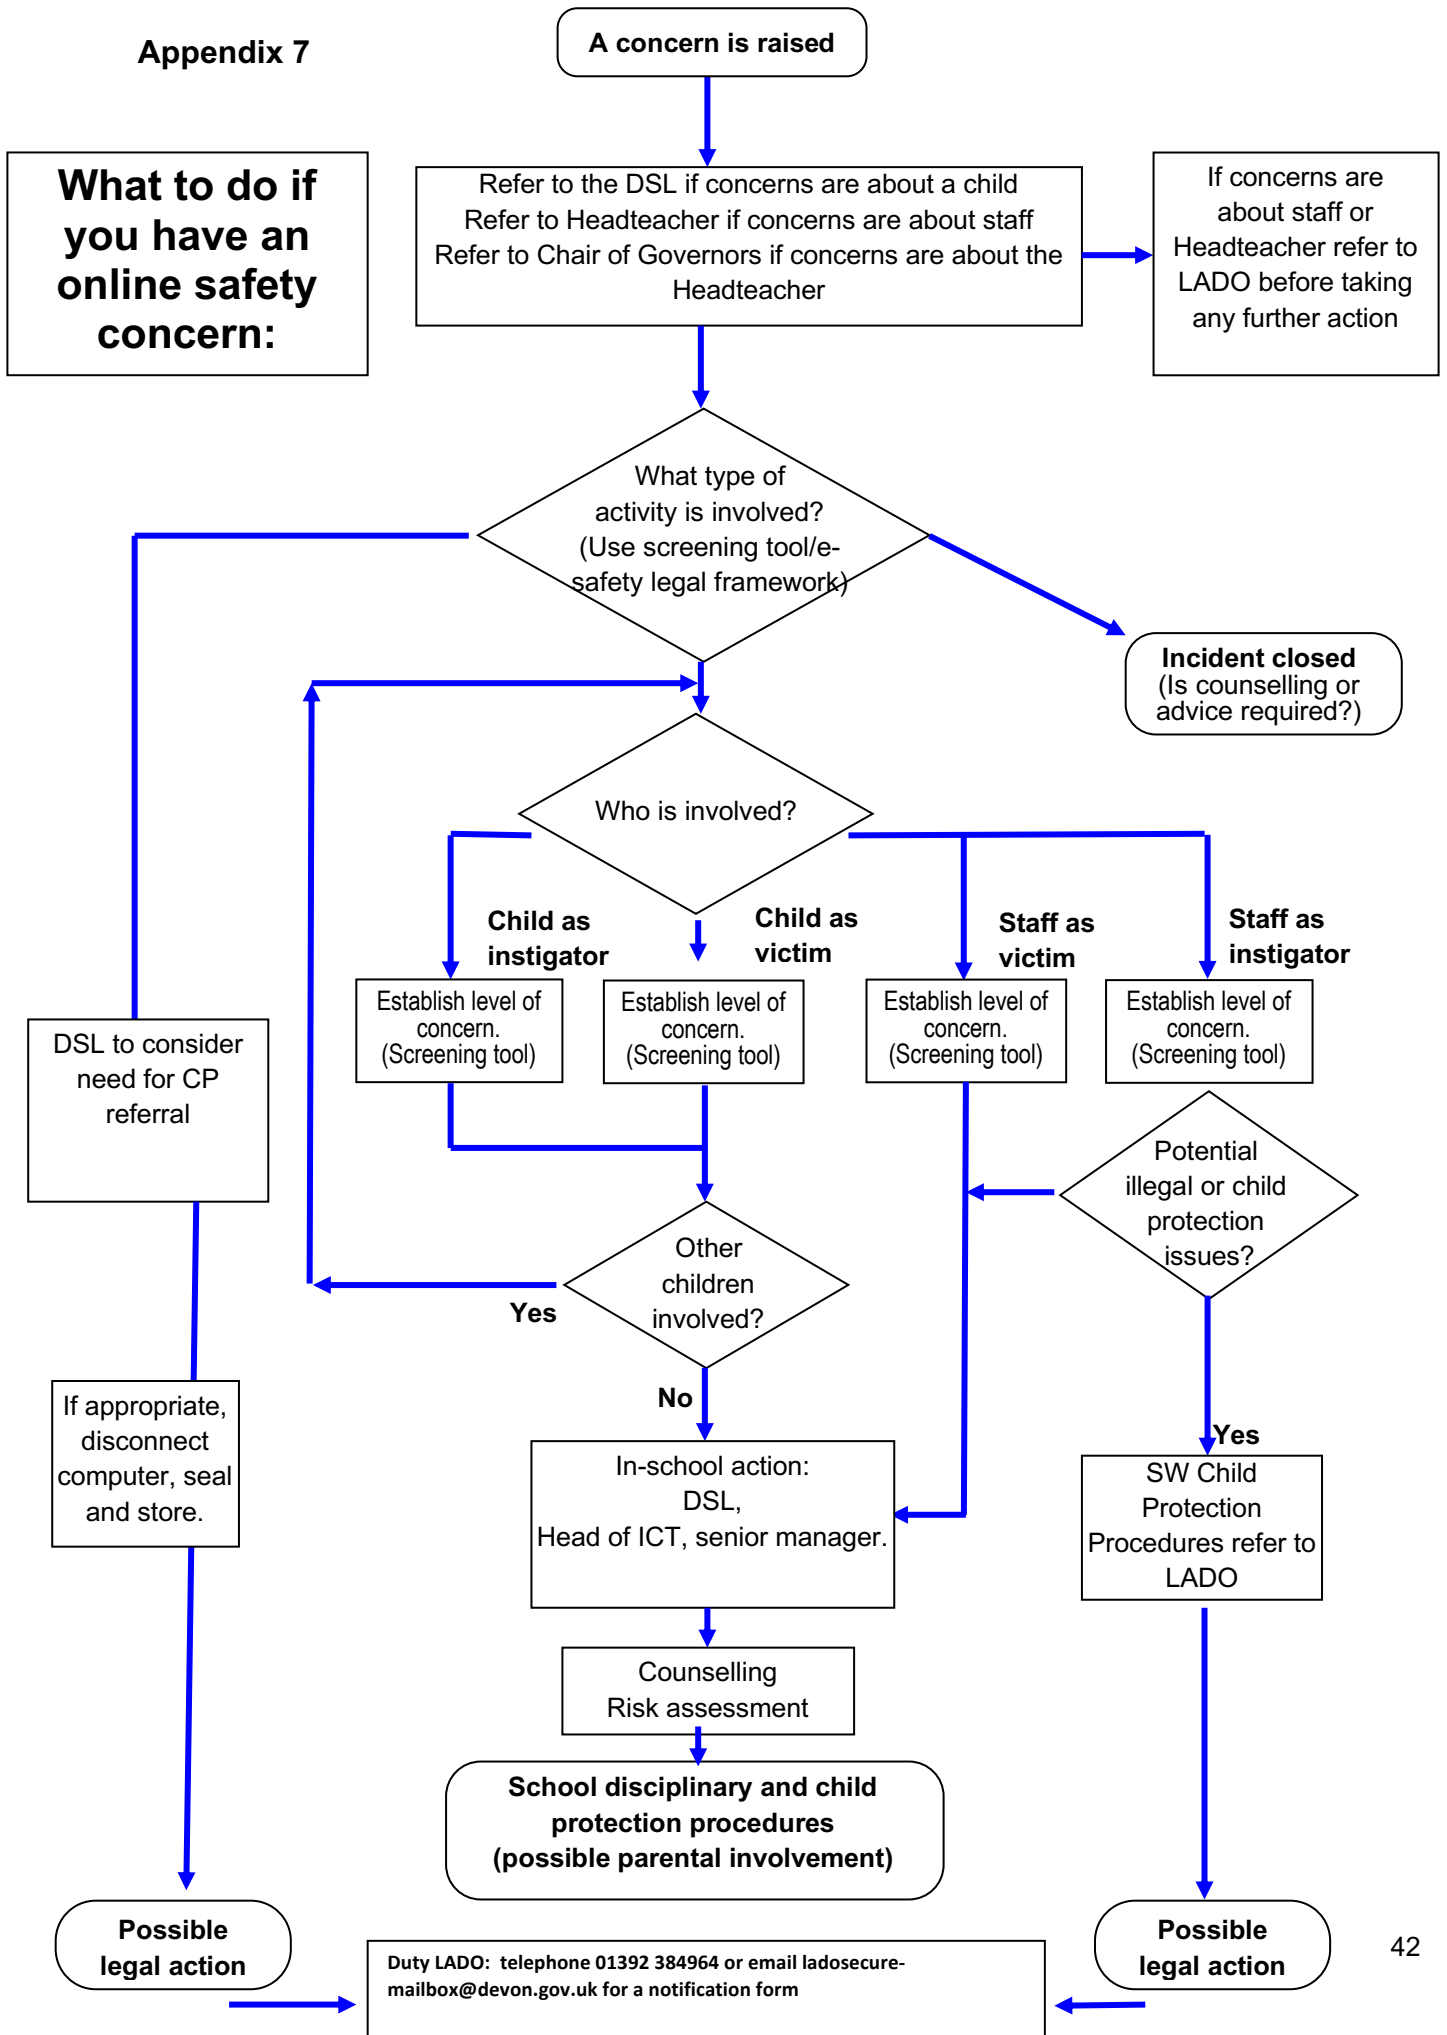 Appendix 7
A concern is raised
What to do if
you have an
online safety
concern:
Refer to the DSL if concerns are about a child
Refer to Headteacher if concerns are about staff
Refer to Chair of Governors if concerns are about the
Headteacher
If concerns are
about staff or
Headteacher refer to
LADO before taking
any further action
What type of
activity is involved?
(Use screening tool/e-
safety legal framework)
Incident closed
(Is counselling or
advice required?)
Who is involved?
Child as
instigator
Child as
victim
Staff as
victim
Staff as
instigator
Establish level of
concern.
(Screening tool)
Establish level of
concern.
(Screening tool)
Establish level of
concern.
(Screening tool)
Establish level of
concern.
(Screening tool)
DSL to consider
need for CP
referral
Potential
illegal or child
protection
issues?
Other
children
involved?
Yes
No
Yes
If appropriate,
disconnect
computer, seal
and store.
In-school action:
DSL,
Head of ICT, senior manager.
SW Child
Protection
Procedures refer to
LADO
Counselling
Risk assessment
School disciplinary and child
protection procedures
(possible parental involvement)
Possible
legal action
Possible
legal action
Duty LADO:  telephone 01392 384964 or email ladosecure-
mailbox@devon.gov.uk for a notification form
42